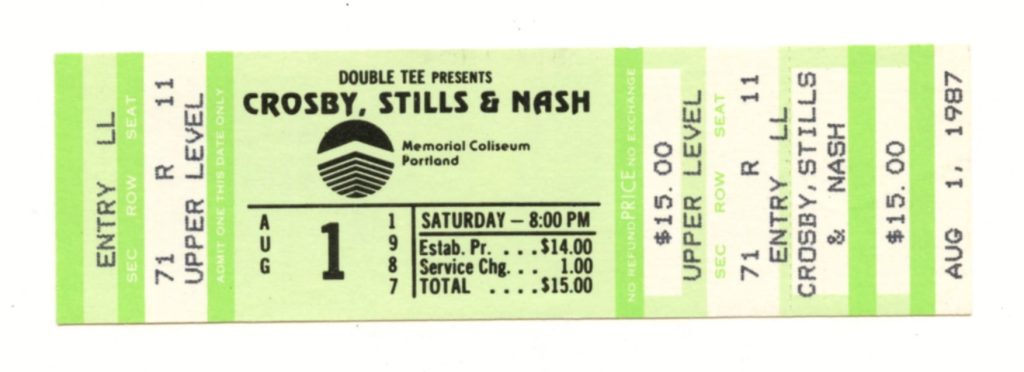 ENTRY LL
SEC ROW SEAT
71 R 11
UPPER LEVEL
ADMIT ONE THIS DATE ONLY
DOUBLE TEE PRESENTS
CROSBY, STILLS & NASH
Memorial Coliseum
Portland
AUG 1 1987
SATURDAY – 8:00 PM
Estab. Pr. . . . . $14.00
Service Chg. . . 1.00
TOTAL . . . . $15.00
NO REFUND PRICE NO EXCHANGE
$15.00
UPPER LEVEL
SEC ROW SEAT
71 R 11
ENTRY LL
CROSBY, STILLS
& NASH
$15.00
AUG 1, 1987